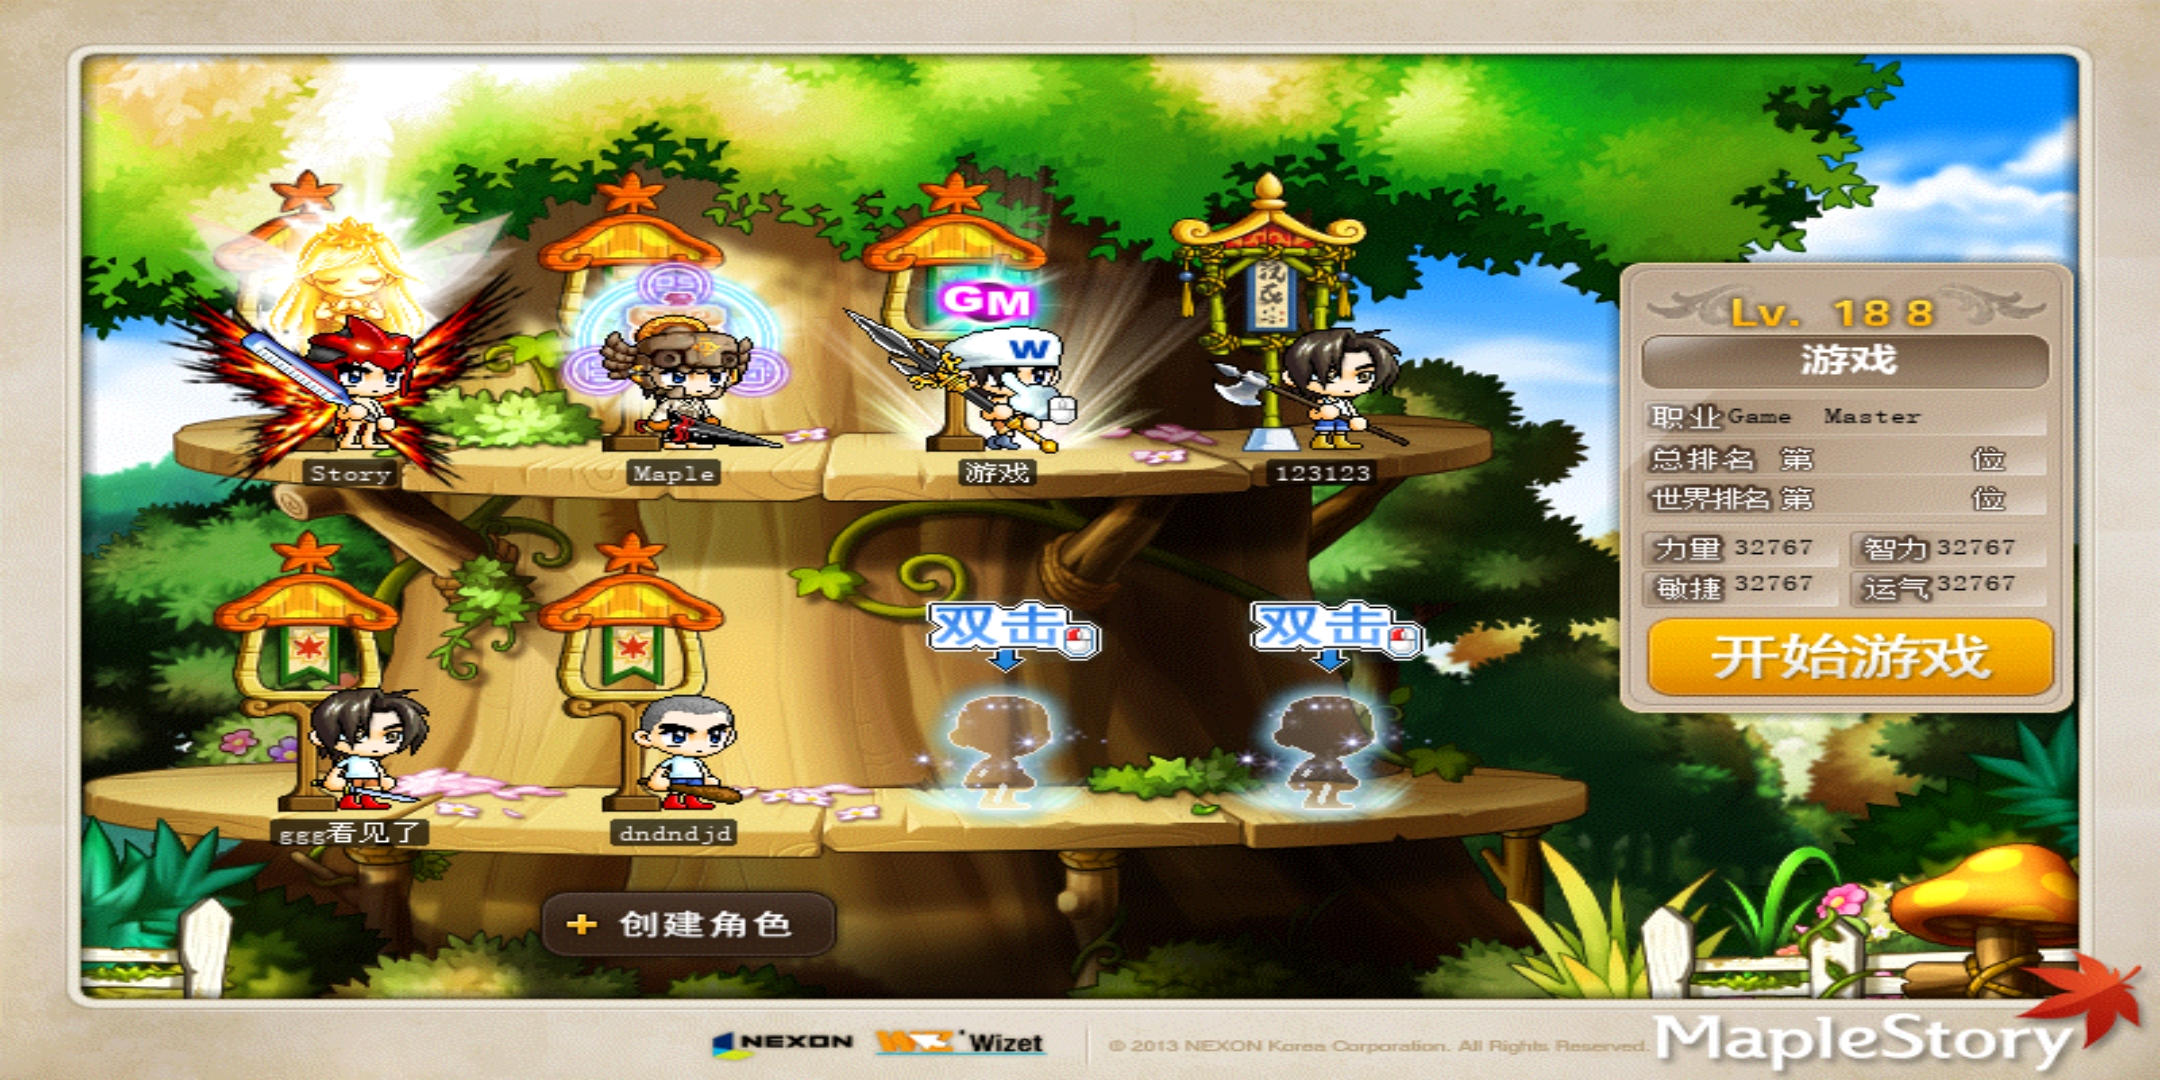 GM
W
Story
Maple
游戏
123123
Lv. 188
游戏
职业 Game Master
总排名 第 位
世界排名 第 位
力量 32767 智力 32767
敏捷 32767 运气 32767
开始游戏
双击
双击
ggg看见了
dndndjd
+ 创建角色
NEXON Wizet © 2013 NEXON Korea Corporation. All Rights Reserved.
MapleStory